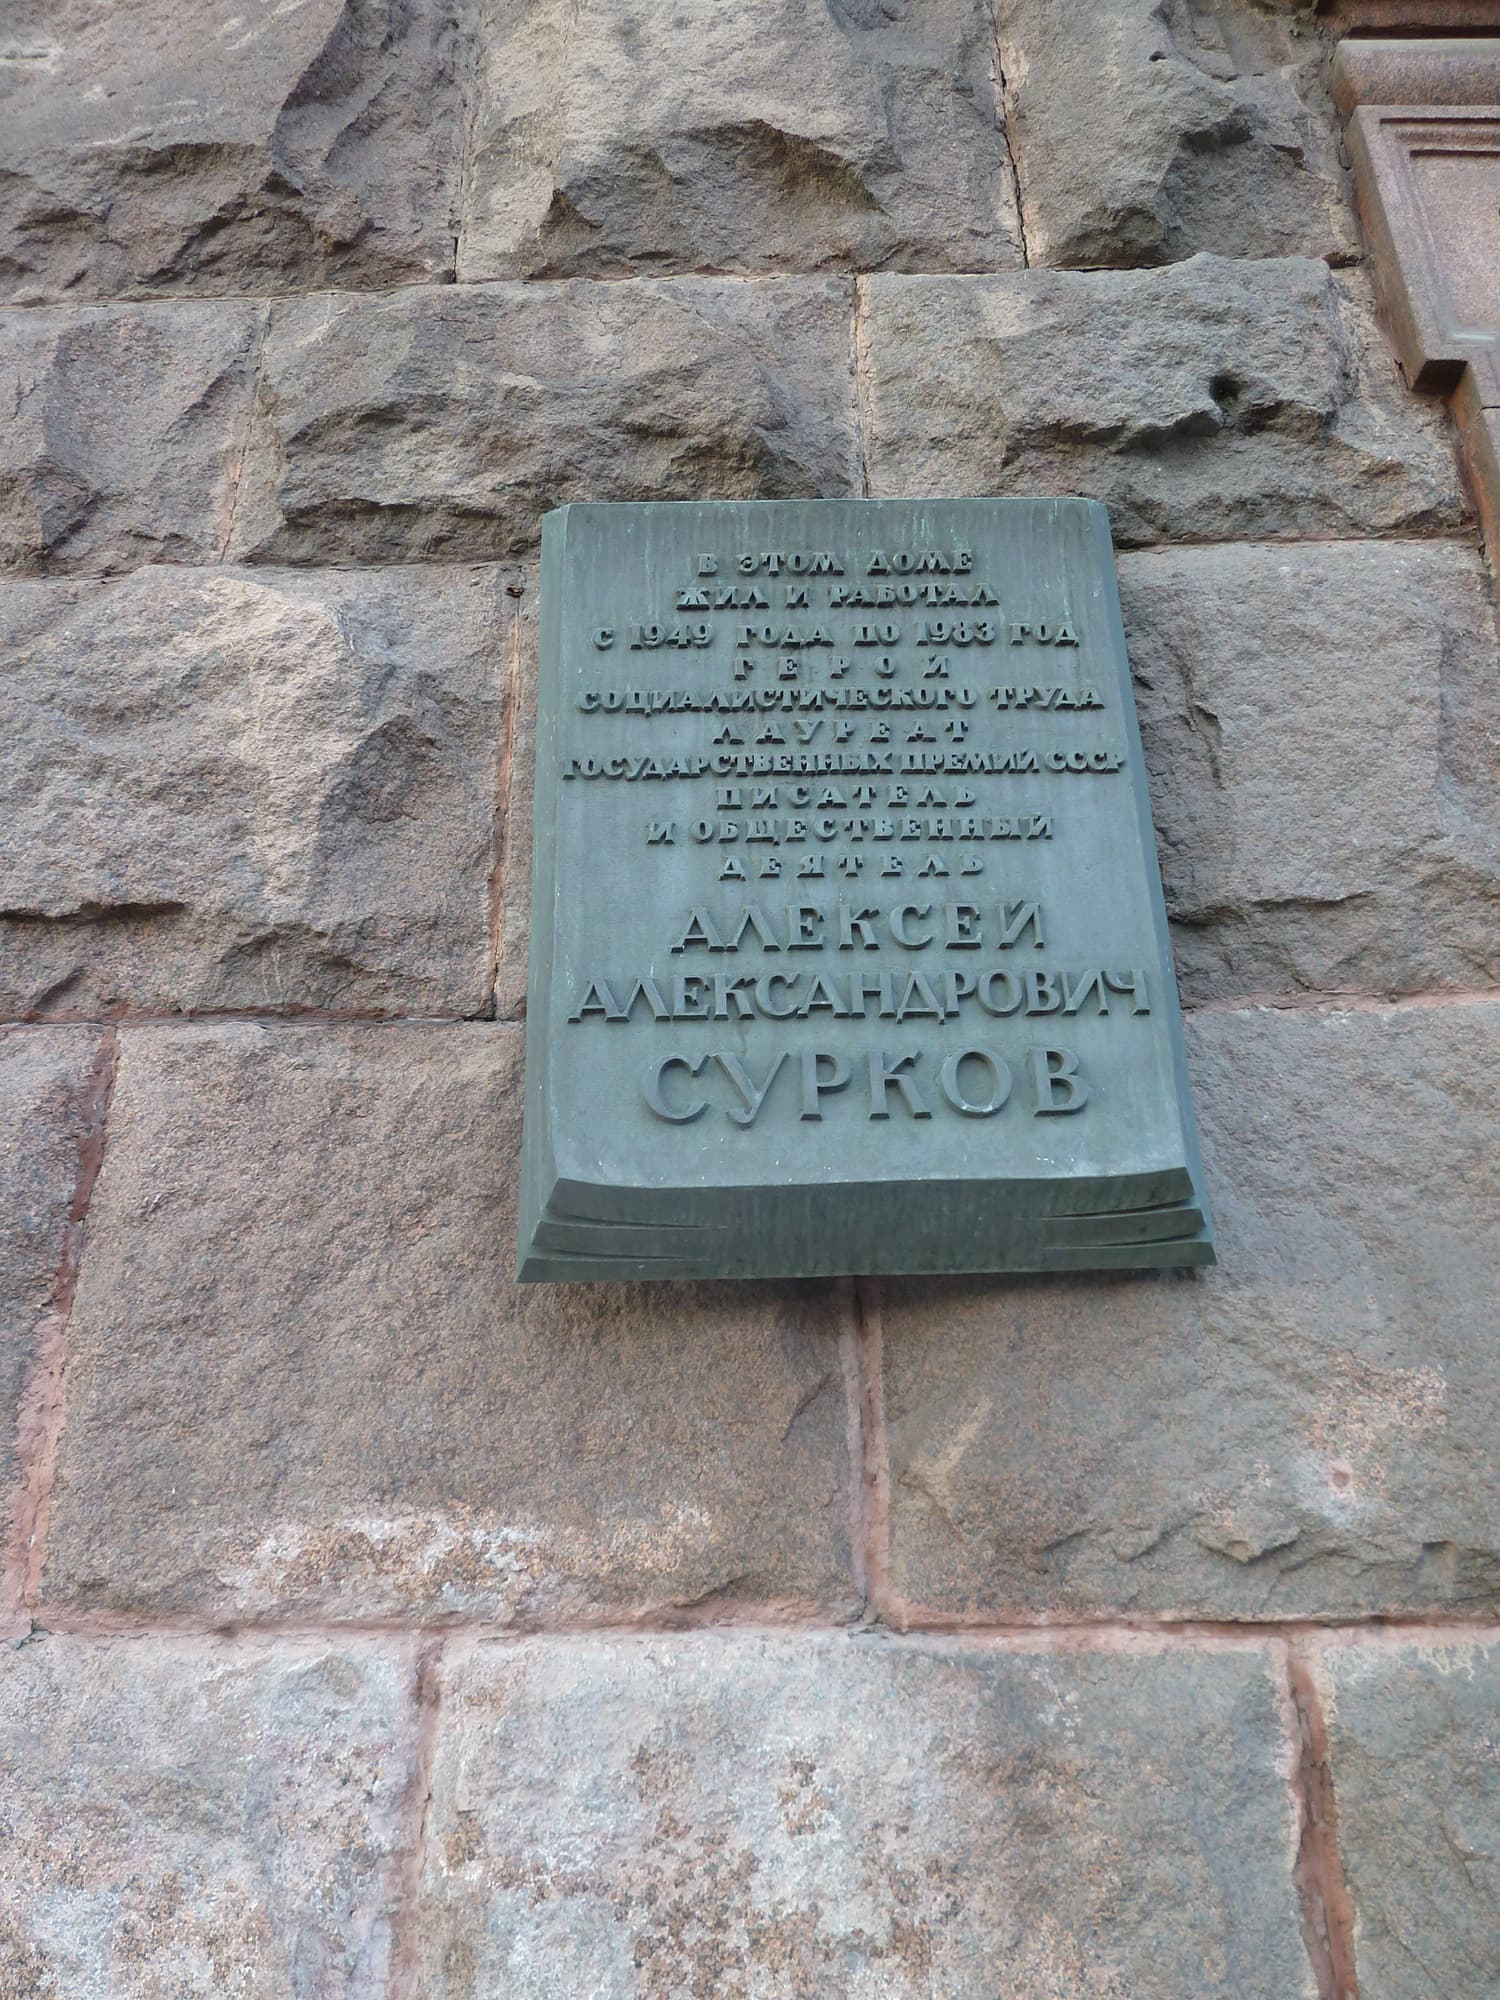 В ЭТОМ ДОМЕ
ЖИЛ И РАБОТАЛ
С 1949 ГОДА ПО 1983 ГОД
ГЕРОЙ
СОЦИАЛИСТИЧЕСКОГО ТРУДА
ЛАУРЕАТ
ГОСУДАРСТВЕННЫХ ПРЕМИЙ СССР
ПИСАТЕЛЬ
И ОБЩЕСТВЕННЫЙ
ДЕЯТЕЛЬ
АЛЕКСЕЙ
АЛЕКСАНДРОВИЧ
СУРКОВ